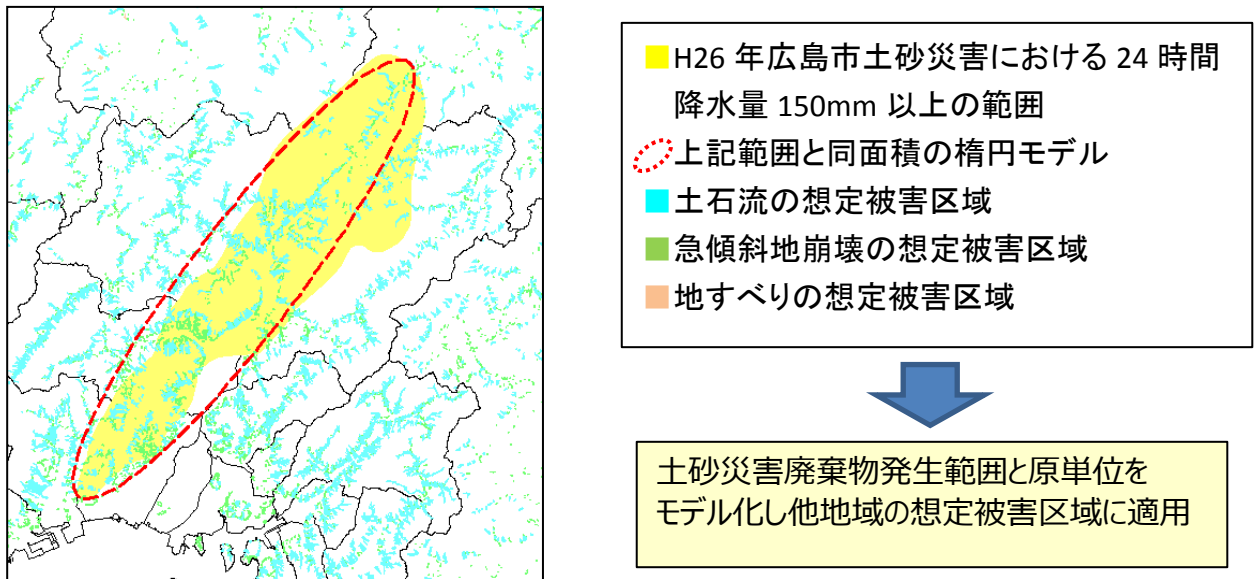 H26 年広島市土砂災害における 24 時間
降水量 150mm 以上の範囲
上記範囲と同面積の楕円モデル
土石流の想定被害区域
急傾斜地崩壊の想定被害区域
地すべりの想定被害区域
土砂災害廃棄物発生範囲と原単位を
モデル化し他地域の想定被害区域に適用